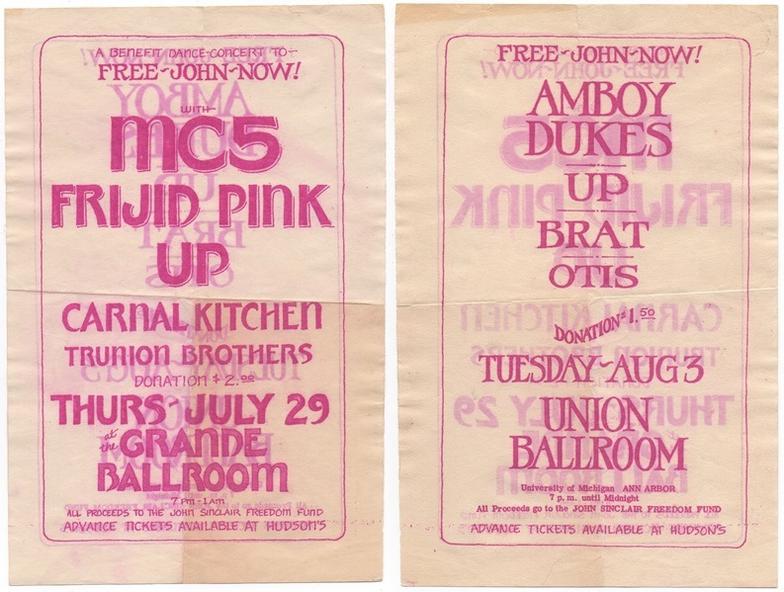 A BENEFIT DANCE-CONCERT TO-
FREE-JOHN-NOW!
WITH-
MC5
FRIJID PINK
UP
CARNAL KITCHEN
TRUNION BROTHERS
DONATION $2.00
THURS-JULY 29
at the GRANDE
BALLROOM
7 PM-1 AM
ALL PROCEEDS TO THE JOHN SINCLAIR FREEDOM FUND
ADVANCE TICKETS AVAILABLE AT HUDSON'S
FREE-JOHN-NOW!
AMBOY
DUKES
UP
BRAT
OTIS
DONATION $1.50
TUESDAY-AUG 3
UNION
BALLROOM
University of Michigan ANN ARBOR
7 p. m. until Midnight
All Proceeds go to the JOHN SINCLAIR FREEDOM FUND
ADVANCE TICKETS AVAILABLE AT HUDSON'S